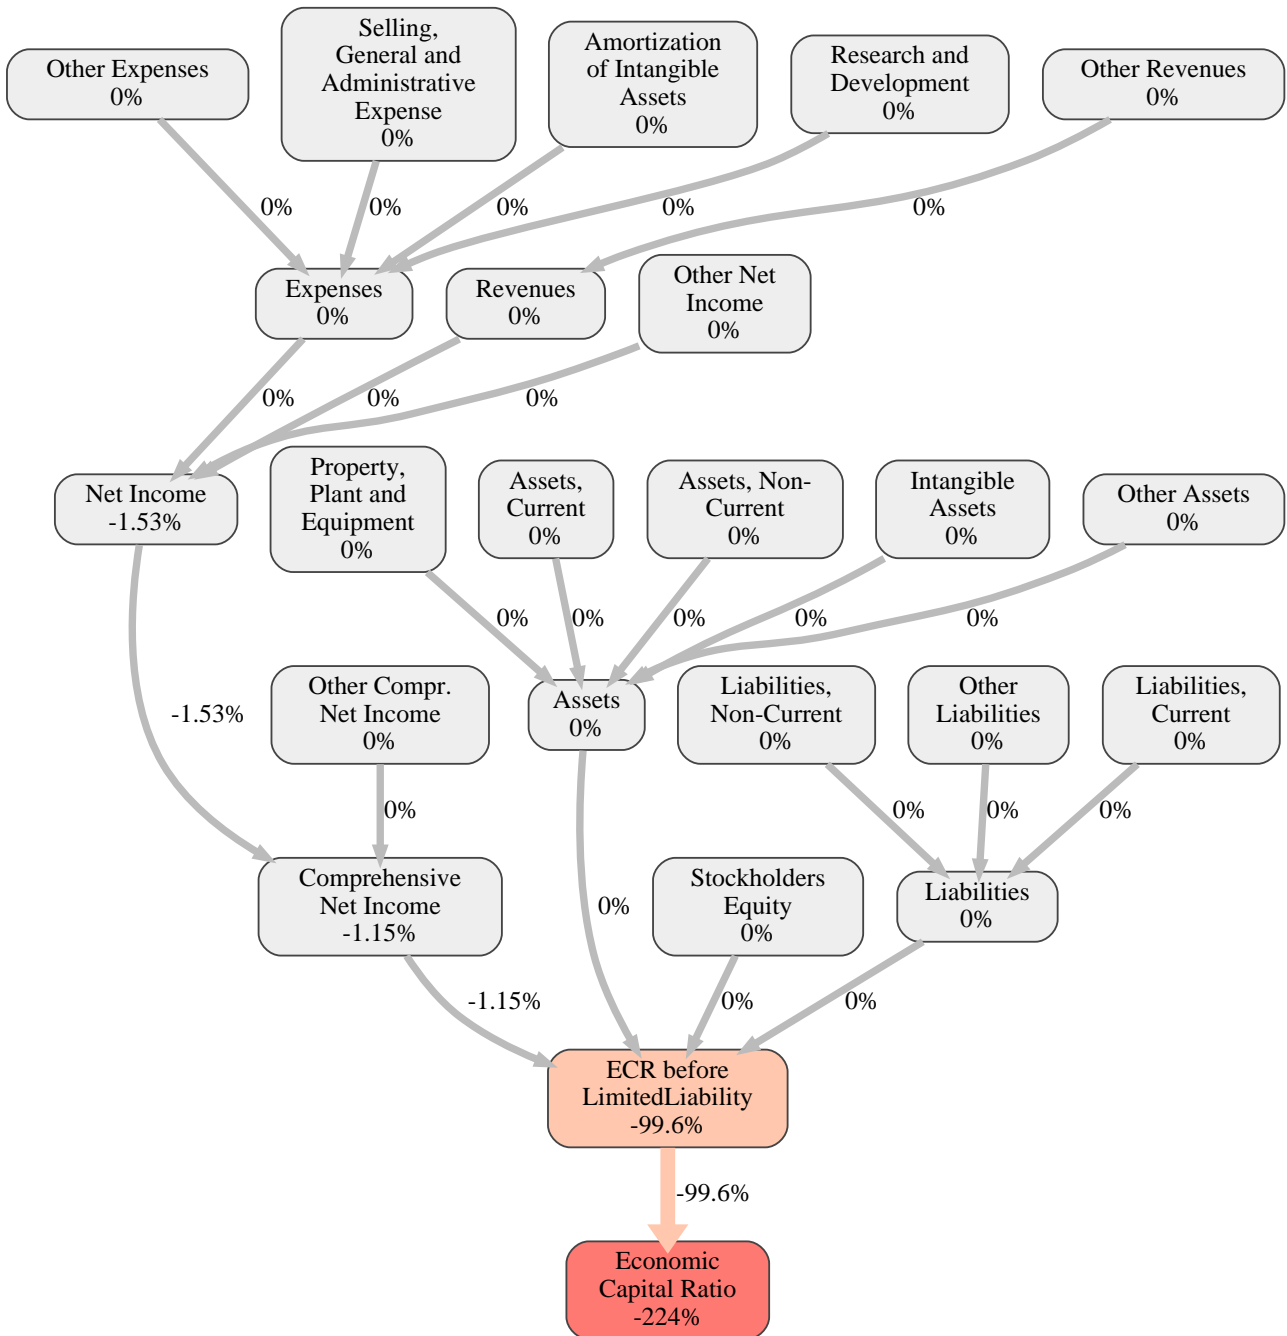 Other Expenses
0%
Selling,
General and
Administrative
Expense
0%
Amortization
of Intangible
Assets
0%
Research and
Development
0%
Other Revenues
0%
0%
0%
0%
0%
0%
Expenses
0%
Revenues
0%
Other Net
Income
0%
0%
0%
0%
Net Income
-1.53%
Property,
Plant and
Equipment
0%
Assets,
Current
0%
Assets, Non-
Current
0%
Intangible
Assets
0%
Other Assets
0%
0%
0%
0%
0%
0%
-1.53%
Other Compr.
Net Income
0%
Assets
0%
Liabilities,
Non-Current
0%
Other
Liabilities
0%
Liabilities,
Current
0%
0%
0%
0%
0%
Comprehensive
Net Income
-1.15%
0%
Stockholders
Equity
0%
Liabilities
0%
-1.15%
0%
0%
ECR before
LimitedLiability
-99.6%
-99.6%
Economic
Capital Ratio
-224%